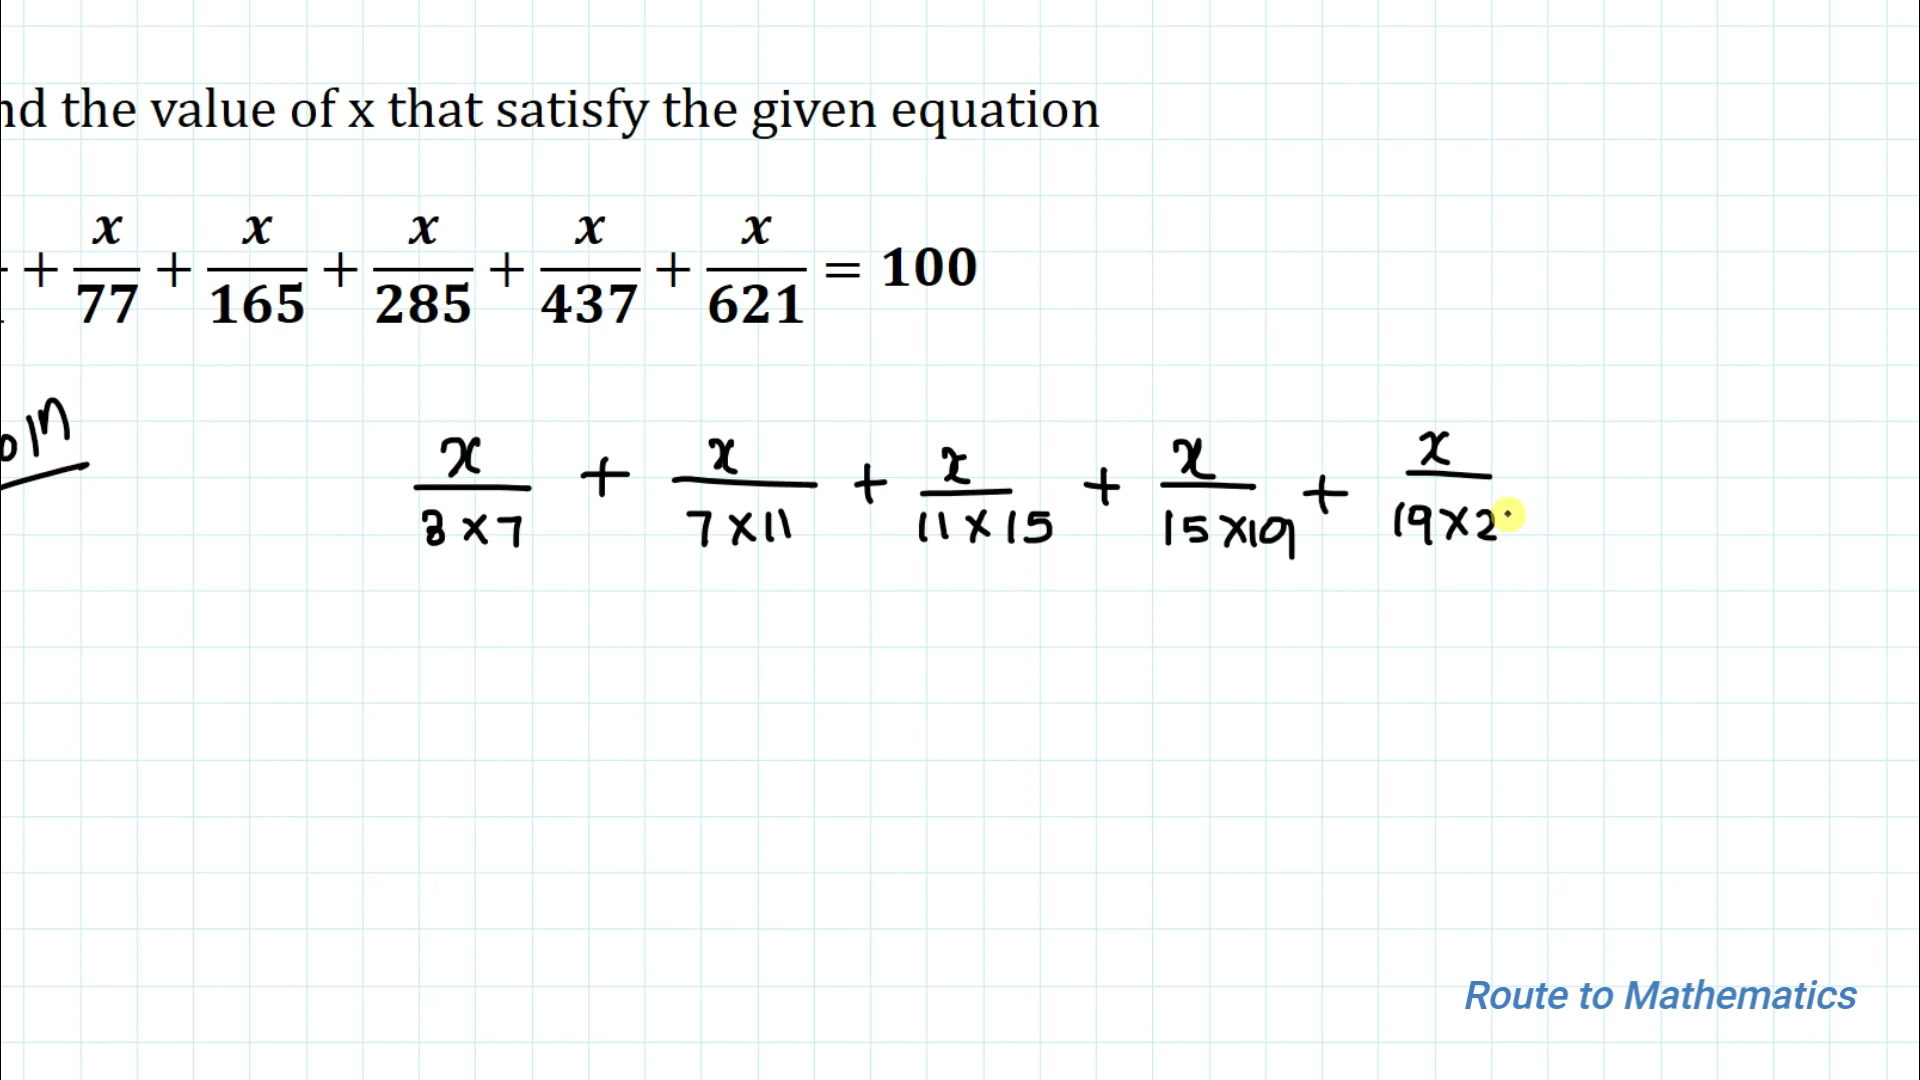 nd the value of x that satisfy the given equation
+ x/77 + x/165 + x/285 + x/437 + x/621 = 100
oln
x/3×7 + x/7×11 + x/11×15 + x/15×19 + x/19×2
Route to Mathematics